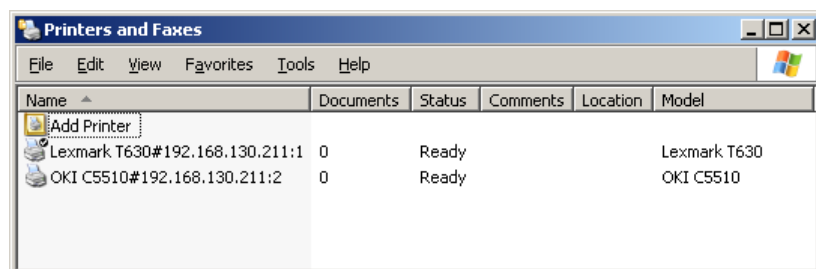 Printers and Faxes
File Edit View Favorites Tools Help
Name Documents Status Comments Location Model
Add Printer
Lexmark T630#192.168.130.211:1 0 Ready Lexmark T630
OKI C5510#192.168.130.211:2 0 Ready OKI C5510